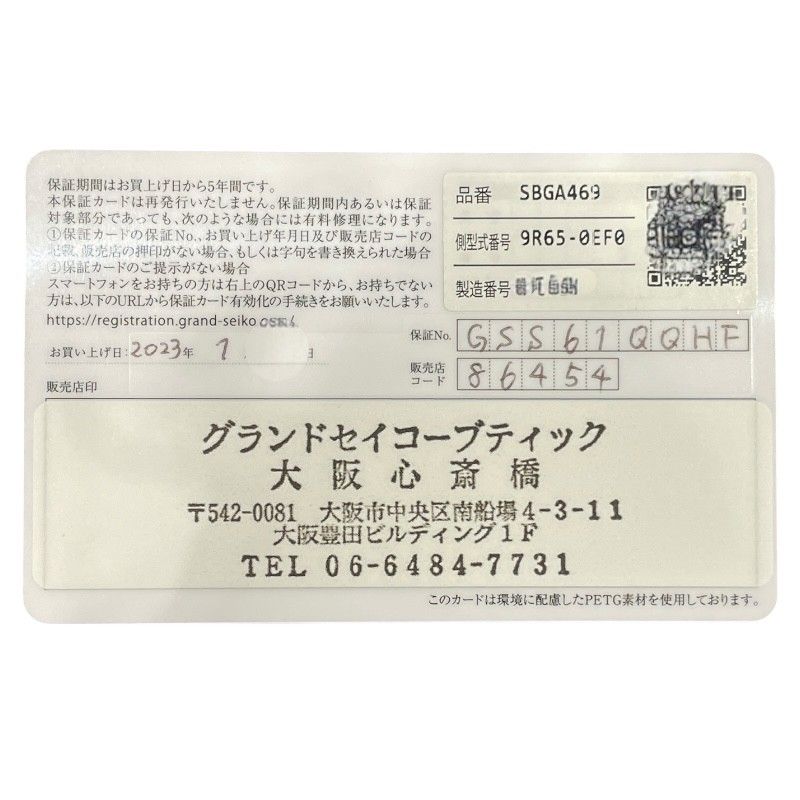 保証期間はお買上げ日から5年間です。
本保証カードは再発行いたしません。保証期間内あるいは保証
対象部分であっても、次のような場合には有料修理になります。
①保証カードの保証No.、お買い上げ年月日及び販売店コードの
記載、販売店の押印がない場合、もしくは字句を書き換えられた場合
②保証カードのご提示がない場合
スマートフォンをお持ちの方は右上のQRコードから、お持ちでない
方は、以下のURLから保証カード有効化の手続きをお願いいたします。
https://registration.grand-seiko
品番 SBGA469
側型式番号 9R65-0EF0
製造番号
お買い上げ日: 2023年 1 日
保証No. GSS61QQHF
販売店
コード 86454
販売店印
グランドセイコーブティック
大阪心斎橋
〒542-0081 大阪市中央区南船場4-3-11
大阪豊田ビルディング1F
TEL 06-6484-7731
このカードは環境に配慮したPETG素材を使用しております。